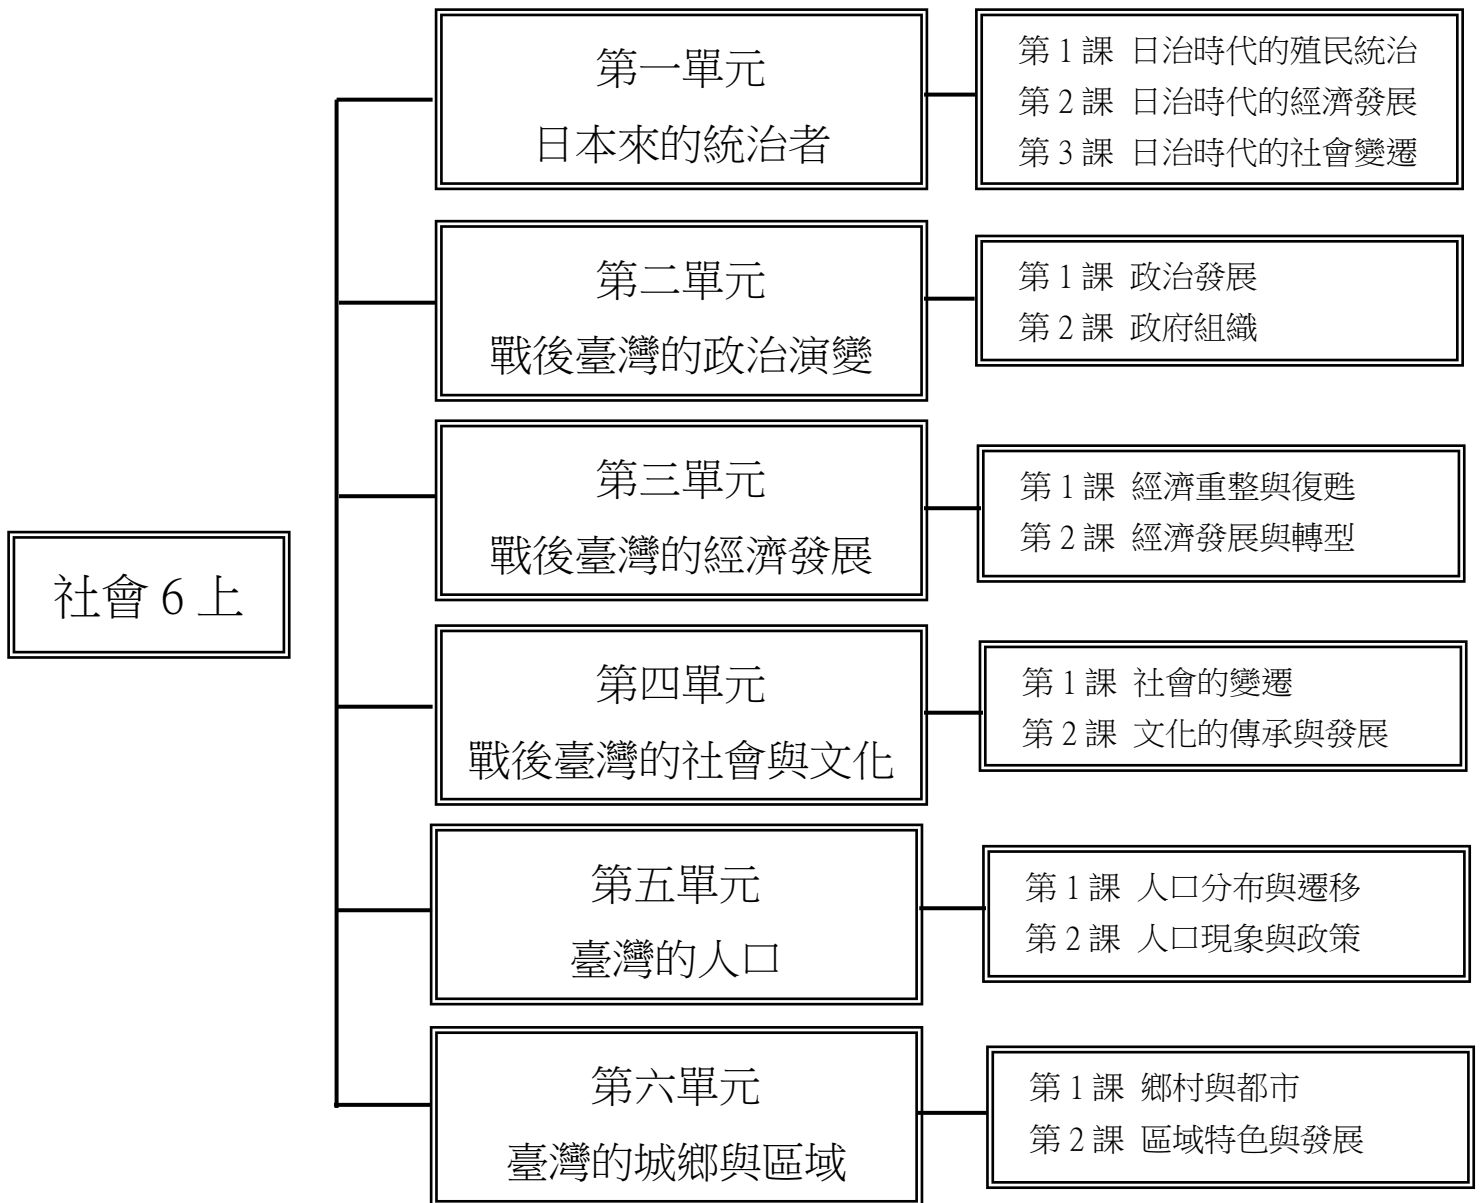 社會 6 上
第一單元
日本來的統治者
第 1 課 日治時代的殖民統治
第 2 課 日治時代的經濟發展
第 3 課 日治時代的社會變遷
第二單元
戰後臺灣的政治演變
第 1 課 政治發展
第 2 課 政府組織
第三單元
戰後臺灣的經濟發展
第 1 課 經濟重整與復甦
第 2 課 經濟發展與轉型
第四單元
戰後臺灣的社會與文化
第 1 課 社會的變遷
第 2 課 文化的傳承與發展
第五單元
臺灣的人口
第 1 課 人口分布與遷移
第 2 課 人口現象與政策
第六單元
臺灣的城鄉與區域
第 1 課 鄉村與都市
第 2 課 區域特色與發展